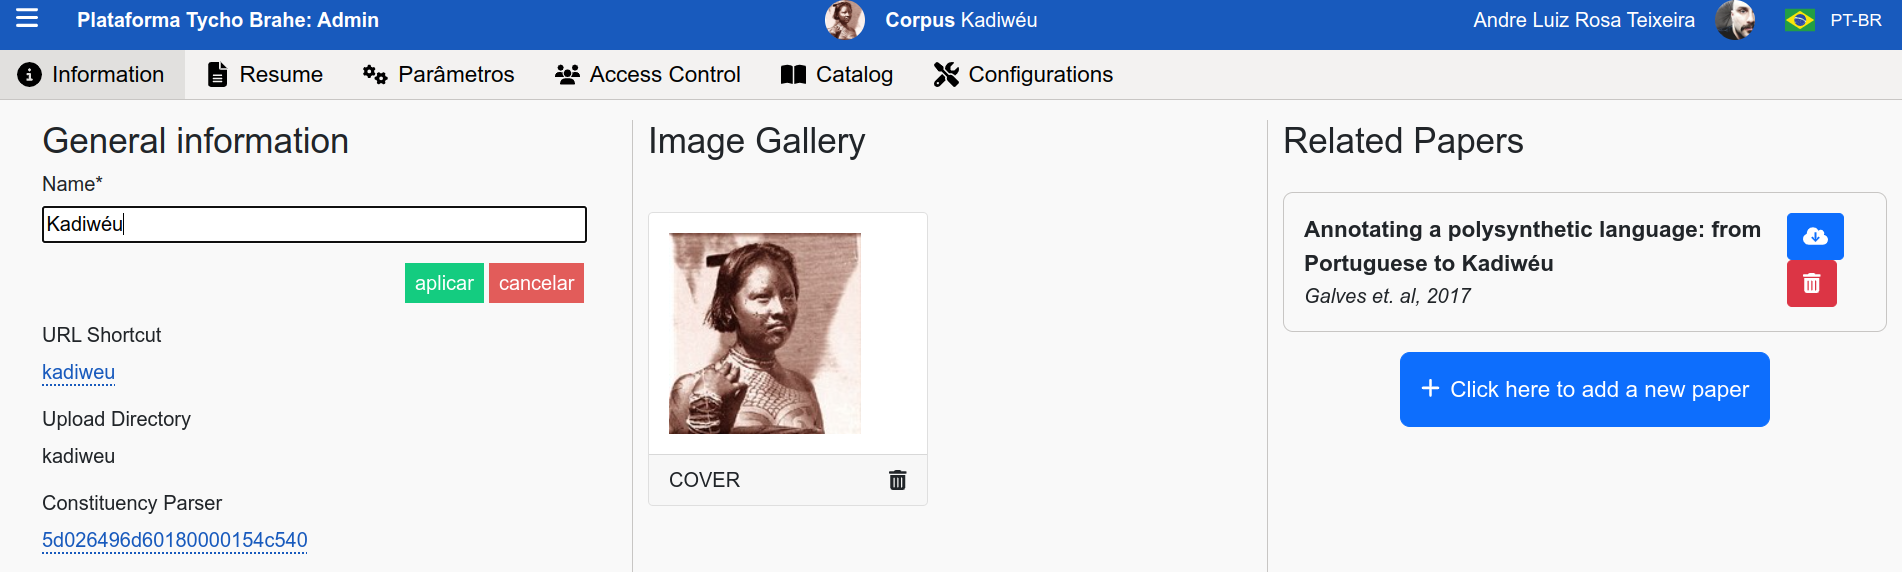 Plataforma Tycho Brahe: Admin
Corpus Kadiwéu
Andre Luiz Rosa Teixeira
PT-BR
Information
Resume
Parâmetros
Access Control
Catalog
Configurations
General information
Name*
Kadiwéu
aplicar
cancelar
URL Shortcut
kadiweu
Upload Directory
kadiweu
Constituency Parser
5d026496d60180000154c540
Image Gallery
COVER
Related Papers
Annotating a polysynthetic language: from
Portuguese to Kadiwéu
Galves et. al, 2017
Click here to add a new paper